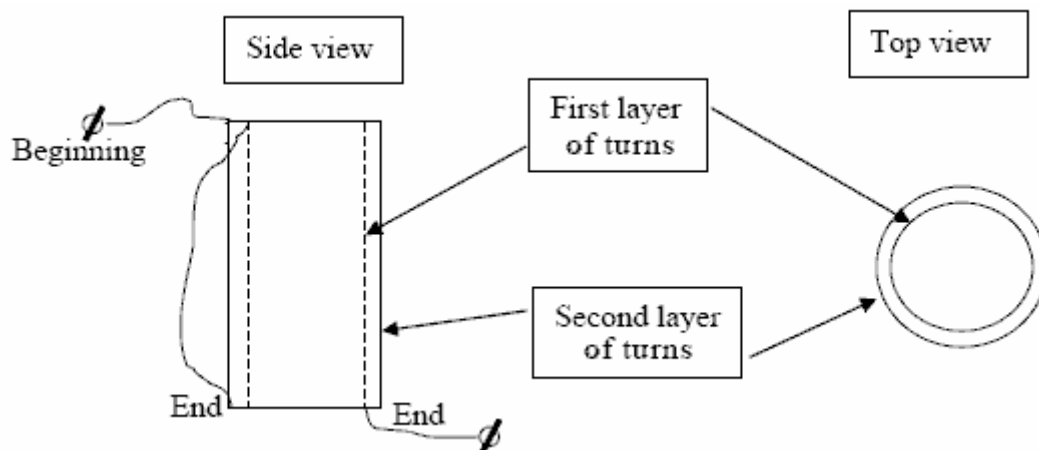 Side view
Top view
First layer
of turns
Beginning
Second layer
of turns
End
End